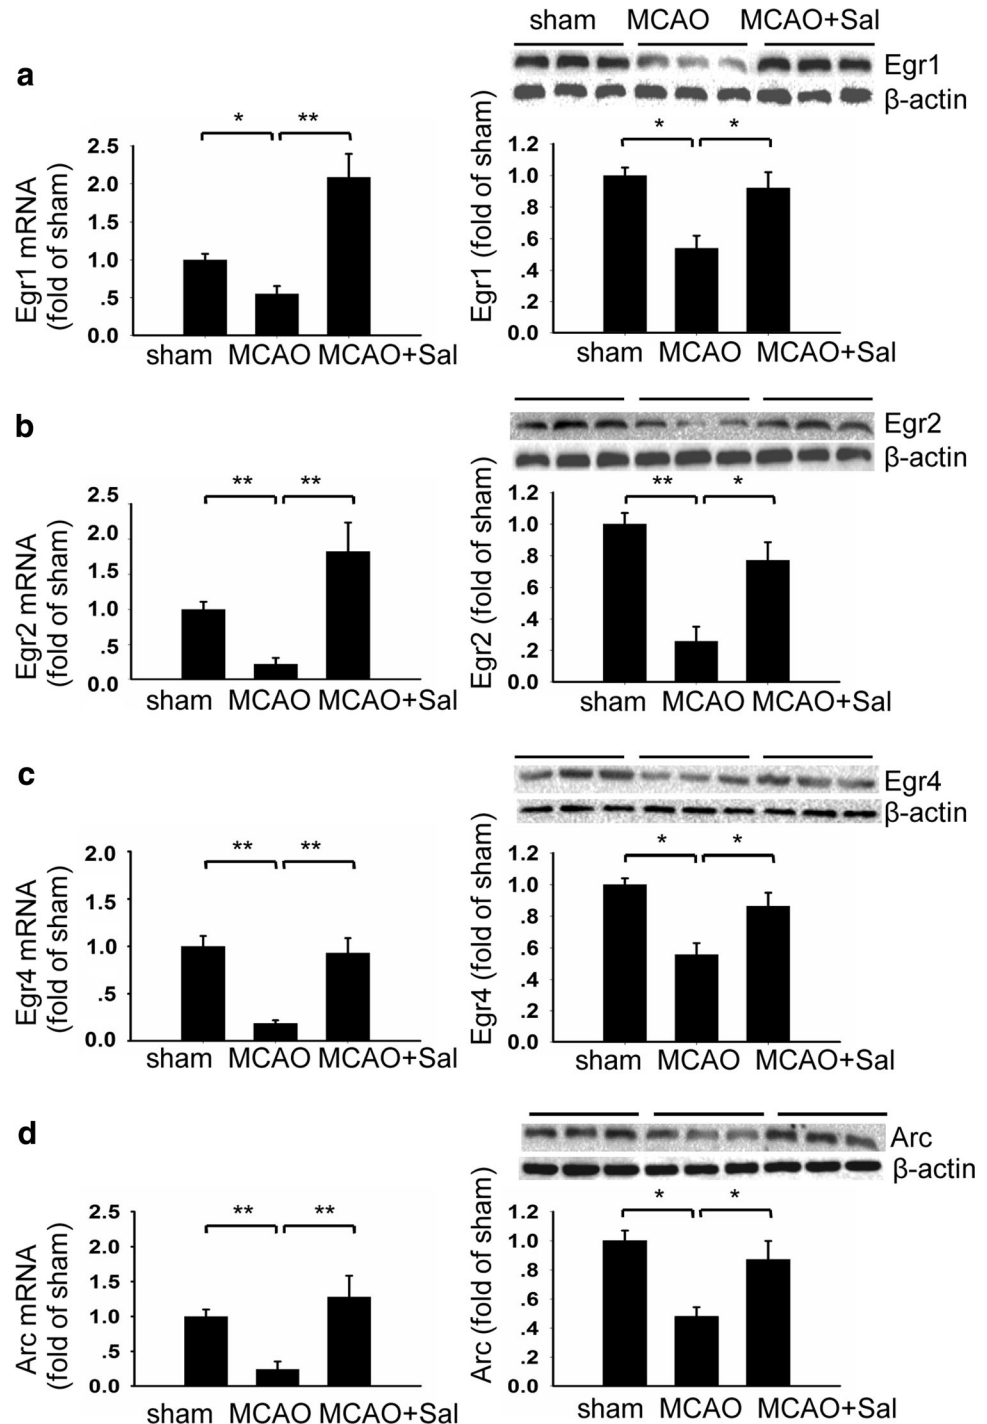 sham MCAO MCAO+Sal
a
Egr1
β-actin
* **
Egr1 mRNA
(fold of sham)
2.5
2.0
1.5
1.0
.5
0.0
sham MCAO MCAO+Sal
* *
Egr1 (fold of sham)
1.2
1.0
.8
.6
.4
.2
0.0
sham MCAO MCAO+Sal
b
Egr2
β-actin
** **
Egr2 mRNA
(fold of sham)
2.5
2.0
1.5
1.0
.5
0.0
sham MCAO MCAO+Sal
** *
Egr2 (fold of sham)
1.2
1.0
.8
.6
.4
.2
0.0
sham MCAO MCAO+Sal
c
Egr4
β-actin
** **
Egr4 mRNA
(fold of sham)
2.0
1.5
1.0
.5
0.0
sham MCAO MCAO+Sal
* *
Egr4 (fold of sham)
1.2
1.0
.8
.6
.4
.2
0.0
sham MCAO MCAO+Sal
d
Arc
β-actin
** **
Arc mRNA
(fold of sham)
2.5
2.0
1.5
1.0
.5
0.0
sham MCAO MCAO+Sal
* *
Arc (fold of sham)
1.2
1.0
.8
.6
.4
.2
0.0
sham MCAO MCAO+Sal